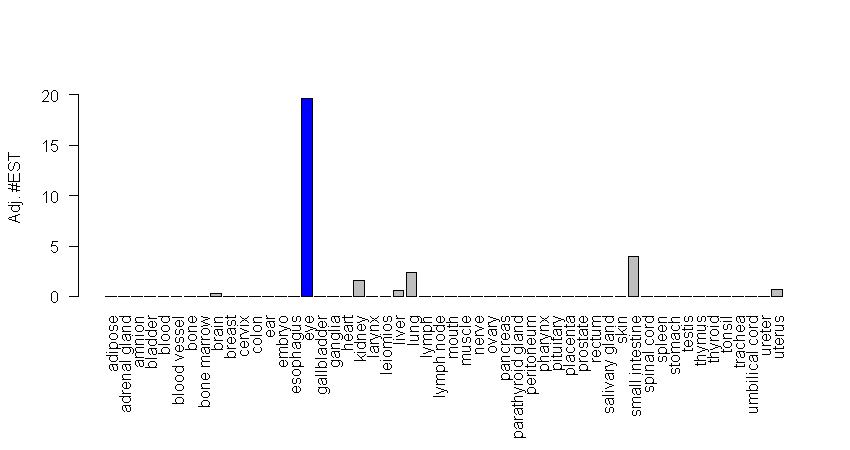 Adj. #EST
20
15
10
5
0
adipose
adrenal gland
amnion
bladder
blood
blood vessel
bone
bone marrow
brain
breast
cervix
colon
ear
embryo
esophagus
eye
gallbladder
ganglia
heart
kidney
larynx
leiomios
liver
lung
lymph
lymph node
mouth
muscle
nerve
ovary
pancreas
parathyroid gland
peritoneum
pharynx
pituitary
placenta
prostate
rectum
salivary gland
skin
small intestine
spinal cord
spleen
stomach
testis
thymus
thyroid
tonsil
trachea
umbilical cord
ureter
uterus